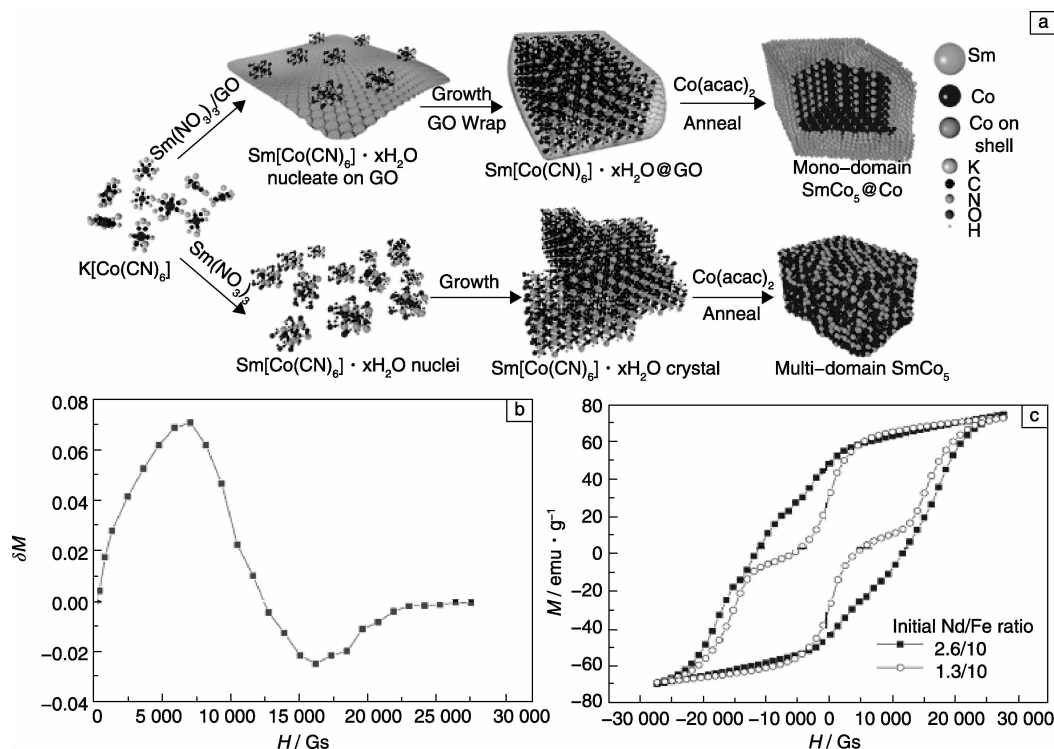 a
Sm(NO3)3/GO
Growth
GO Wrap
Co(acac)2
Anneal
Sm[Co(CN)6]·xH2O
nucleate on GO
Sm[Co(CN)6]·xH2O@GO
Mono-domain
SmCo5@Co
K[Co(CN)6]
Sm(NO3)3
Growth
Co(acac)2
Anneal
Sm[Co(CN)6]·xH2O nuclei
Sm[Co(CN)6]·xH2O crystal
Multi-domain SmCo5
Sm
Co
Co on
shell
K
C
N
O
H
b
0.08
0.06
0.04
0.02
0.00
−0.02
−0.04
δM
0
5 000
10 000
15 000
20 000
25 000
30 000
H / Gs
c
80
60
40
20
0
−20
−40
−60
−80
M / emu·g−1
Initial Nd/Fe ratio
2.6/10
1.3/10
−30 000
−20 000
−10 000
0
10 000
20 000
30 000
H / Gs